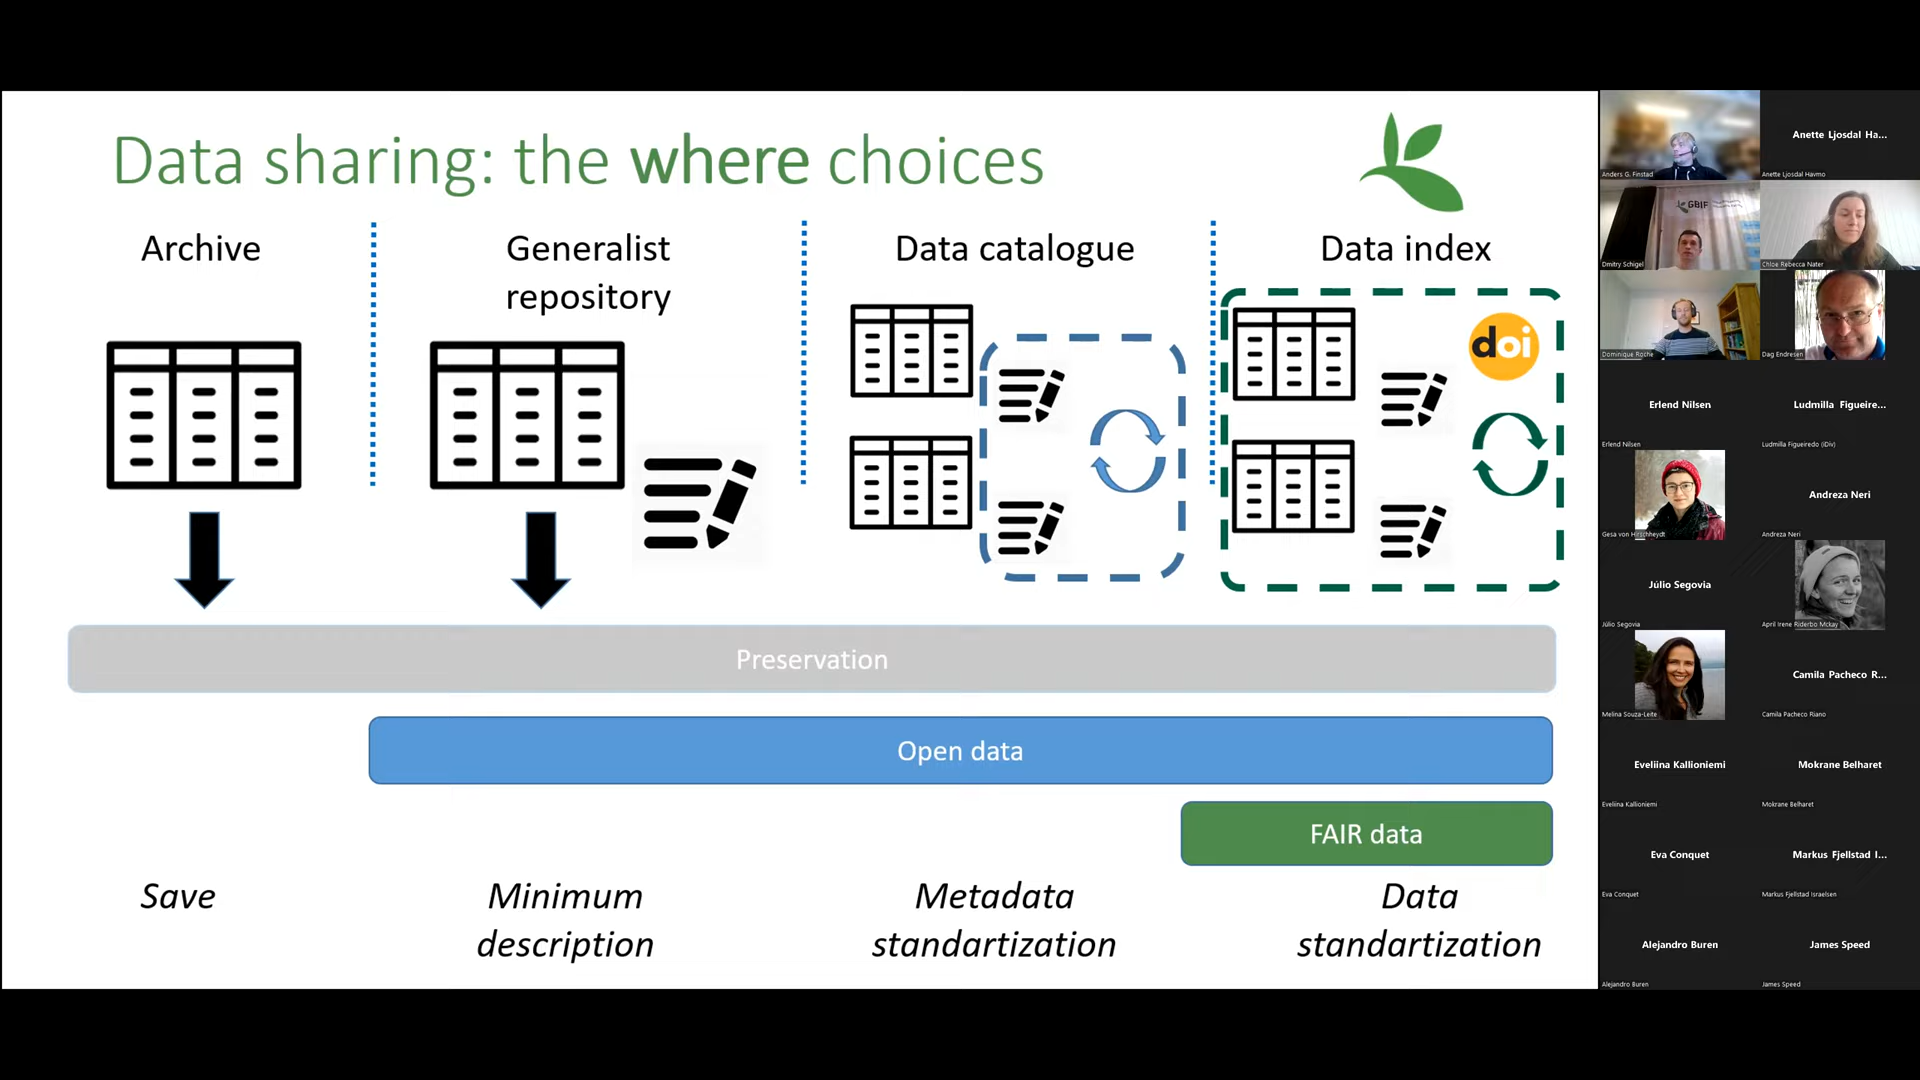 Data sharing: the where choices
Archive
Generalist
repository
Data catalogue
Data index
doi
Preservation
Open data
FAIR data
Save
Minimum
description
Metadata
standartization
Data
standartization
Anders G. Finstad
Anette Ljosdal Ha...
Anette Ljosdal Havmo
GBIF
Dmitry Schigel
Chloe Rebecca Nater
Dominique Roche
Dag Endresen
Erlend Nilsen
Erlend Nilsen
Ludmilla Figueire...
Ludmilla Figueiredo (iDiv)
Gesa von Hirschheydt
Andreza Neri
Andreza Neri
Júlio Segovia
Júlio Segovia
April Irene Riderbo Mckay
Melina Souza-Leite
Camila Pacheco R...
Camila Pacheco Riano
Eveliina Kallioniemi
Eveliina Kallioniemi
Mokrane Belharet
Mokrane Belharet
Eva Conquet
Eva Conquet
Markus Fjellstad I...
Markus Fjellstad Israelsen
Alejandro Buren
Alejandro Buren
James Speed
James Speed